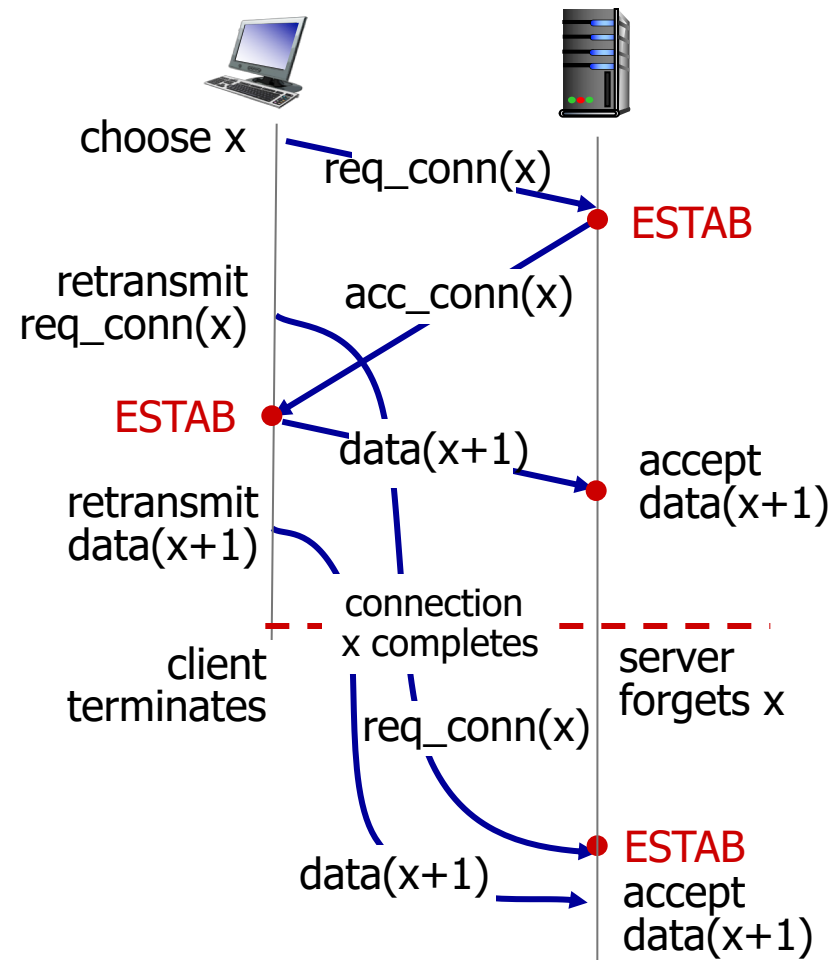 choose x
req_conn(x)
ESTAB
retransmit
req_conn(x)
acc_conn(x)
ESTAB
data(x+1)
accept
data(x+1)
retransmit
data(x+1)
connection
x completes
client
terminates
server
forgets x
req_conn(x)
ESTAB
data(x+1)
accept
data(x+1)